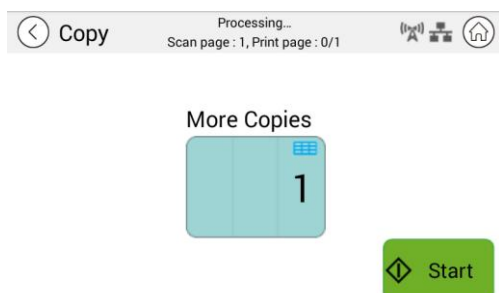 Copy
Processing...
Scan page : 1, Print page : 0/1
More Copies
1
Start